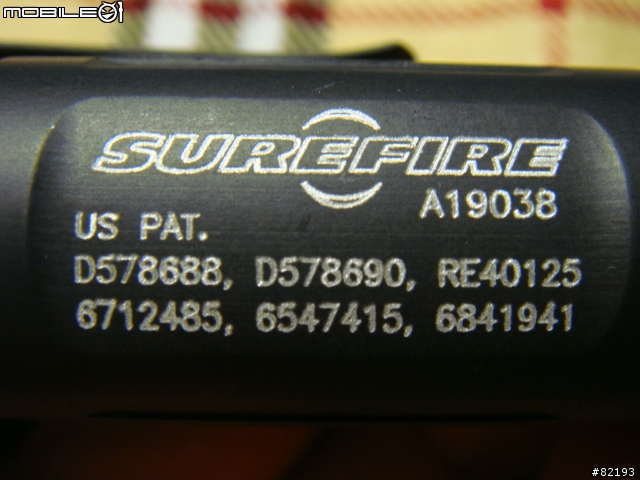 MOBILE01
SUREFIRE
A19038
US PAT.
D578688, D578690, RE40125
6712485, 6547415, 6841941
#82193